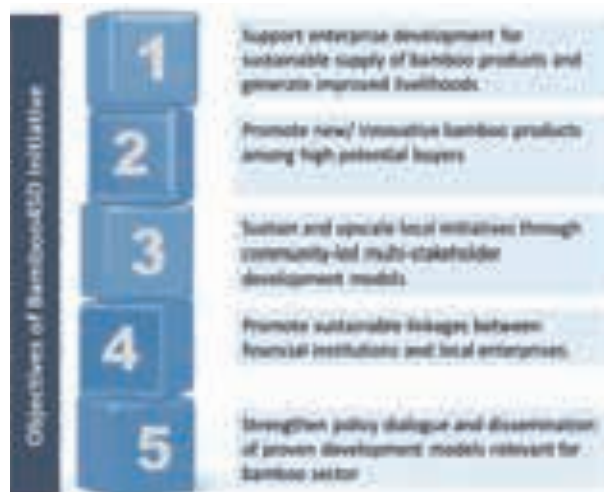 Objectives of Bamboo4SD Initiative
1
Support enterprise development for
sustainable supply of bamboo products and
generate improved livelihoods
2
Promote new/ innovative bamboo products
among high potential buyers
3
Sustain and upscale local initiatives through
community-led multi-stakeholder
development models
4
Promote sustainable linkages between
financial institutions and local enterprises.
5
Strengthen policy dialogue and dissemination
of proven development models relevant for
bamboo sector